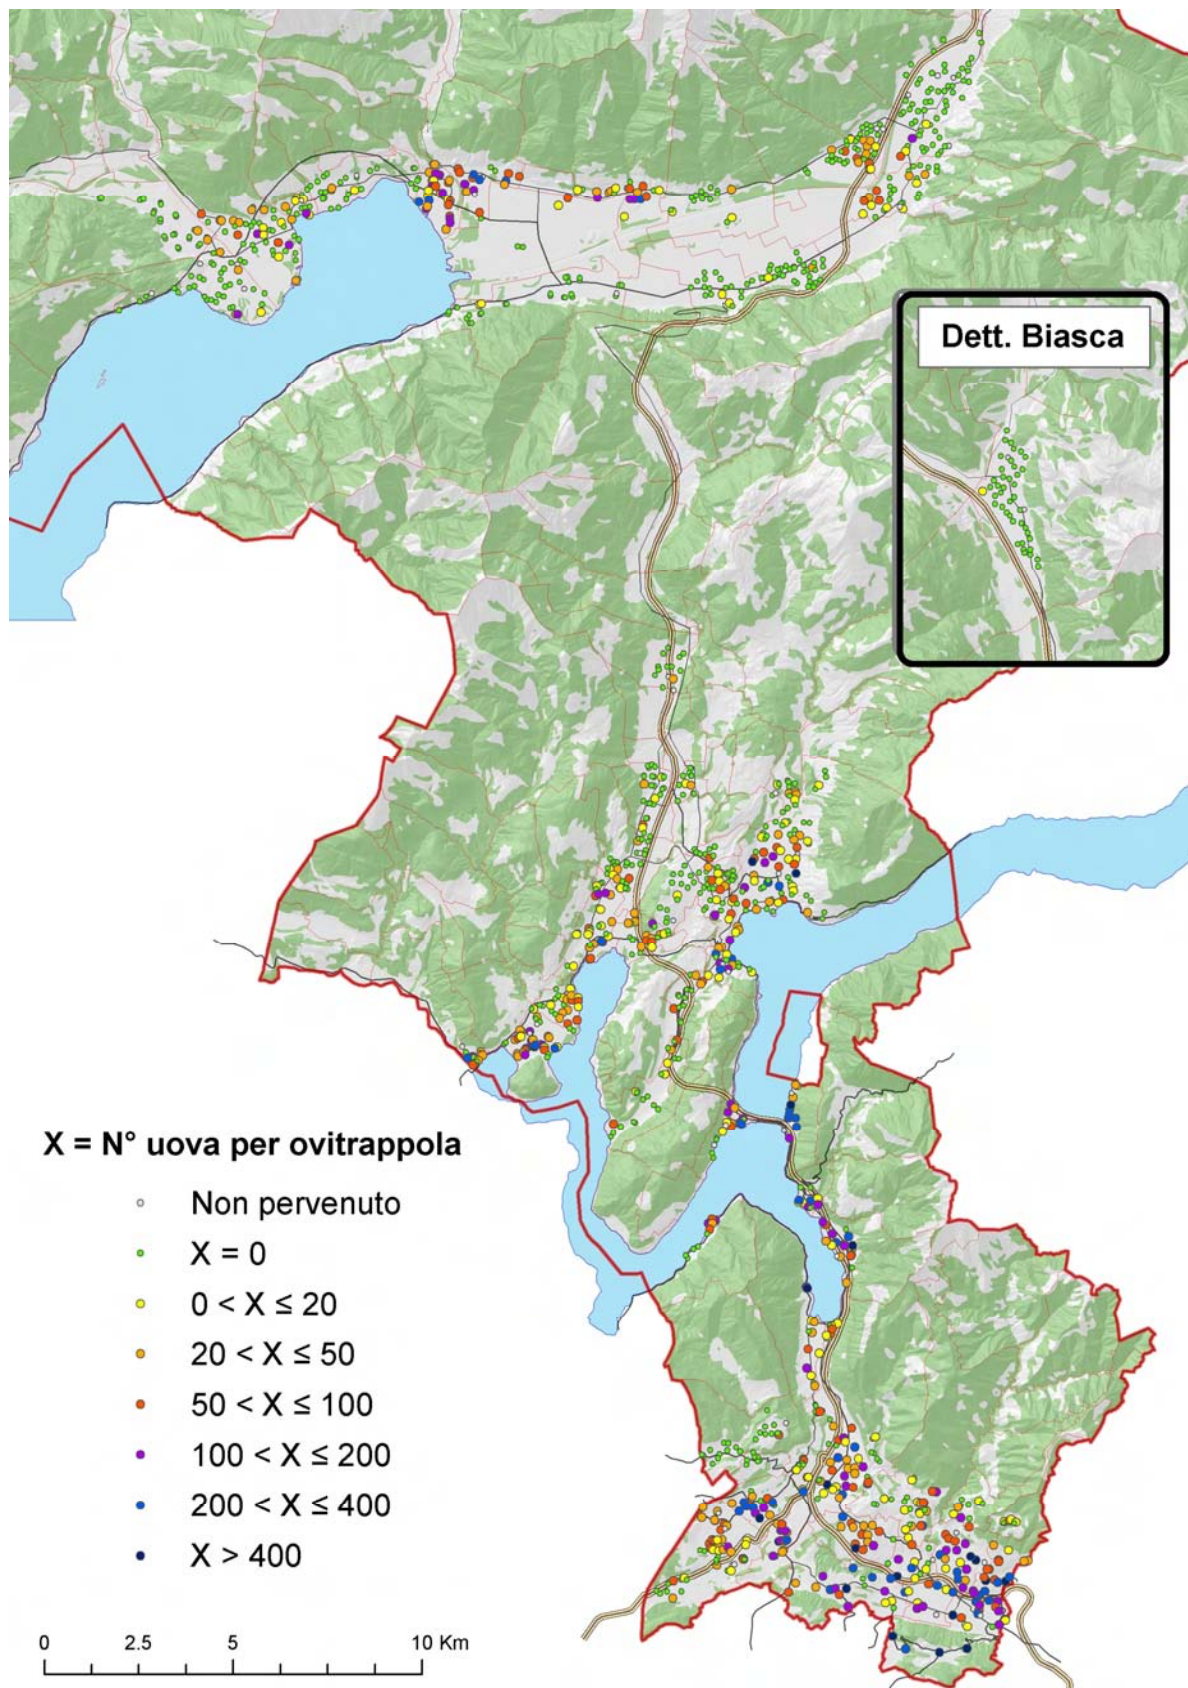 Dett. Biasca
X = N° uova per ovitrappola
Non pervenuto
X = 0
0 < X ≤ 20
20 < X ≤ 50
50 < X ≤ 100
100 < X ≤ 200
200 < X ≤ 400
X > 400
0 2.5 5 10 Km